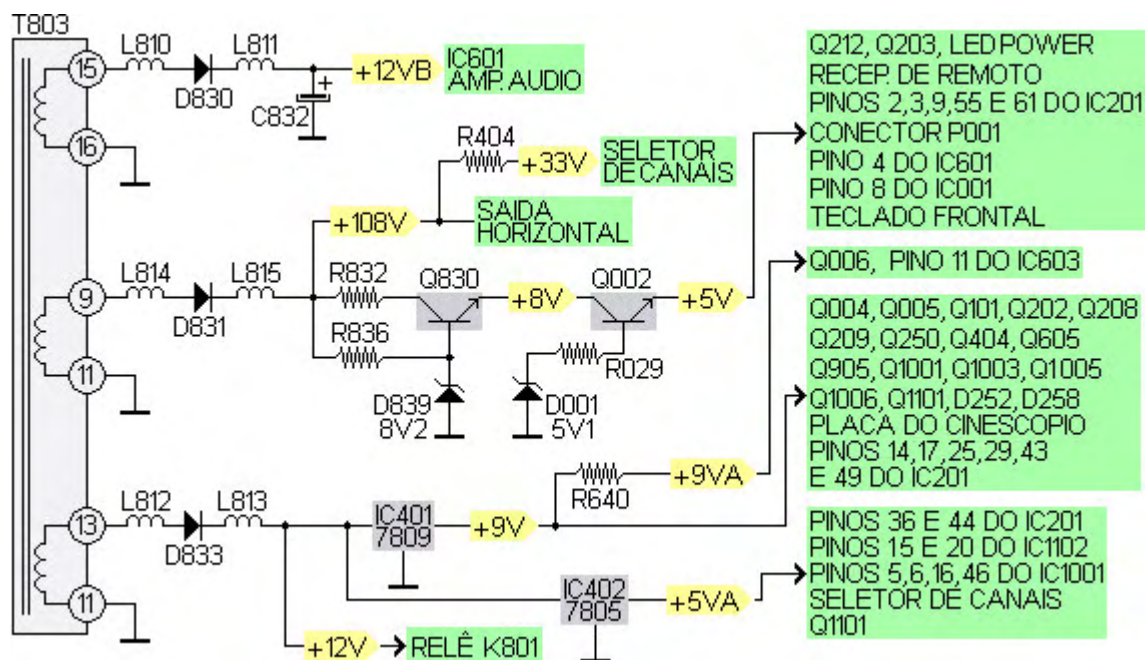 T803
15
L810
D830
L811
C832
+
+12VB
IC601
AMP. AUDIO
16
R404
+33V
SELETOR
DE CANAIS
+108V
SAIDA
HORIZONTAL
9
L814
D831
L815
R832
Q830
+8V
Q002
+5V
R836
R029
11
D839
8V2
D001
5V1
R640
+9VA
13
L812
D833
L813
IC401
7809
+9V
11
IC402
7805
+5VA
+12V
RELÊ K801
Q212, Q203, LED POWER
RECEP. DE REMOTO
PINOS 2,3,9,55 E 61 DO IC201
CONECTOR P001
PINO 4 DO IC601
PINO 8 DO IC001
TECLADO FRONTAL
Q006, PINO 11 DO IC603
Q004, Q005, Q101, Q202, Q208
Q209, Q250, Q404, Q605
Q905, Q1001, Q1003, Q1005
Q1006, Q1101, D252, D258
PLACA DO CINESCOPIO
PINOS 14,17,25,29,43
E 49 DO IC201
PINOS 36 E 44 DO IC201
PINOS 15 E 20 DO IC1102
PINOS 5,6,16,46 DO IC1001
SELETOR DE CANAIS
Q1101